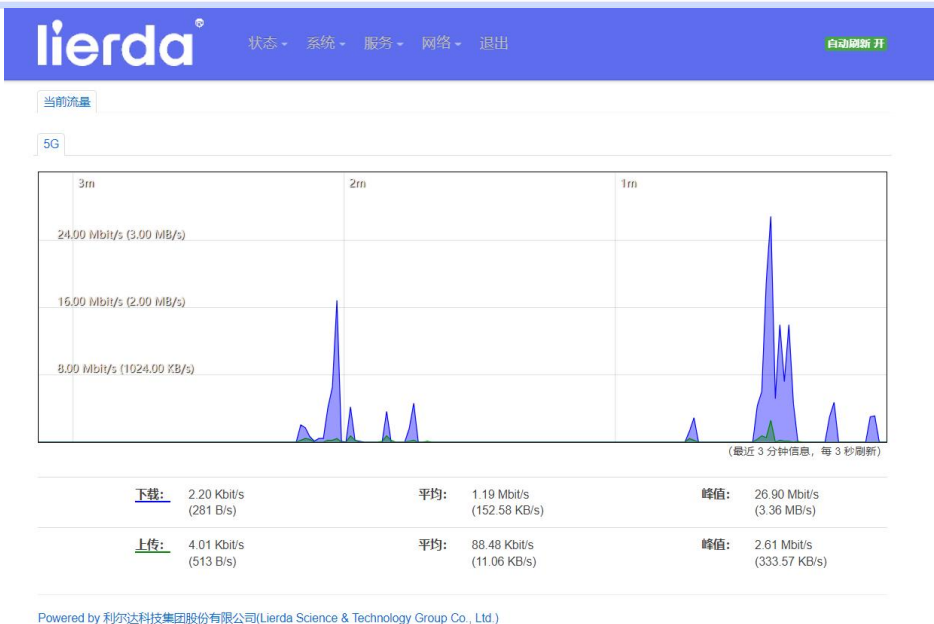 lierda®
状态 系统 服务 网络 退出
自动刷新 开
当前流量
5G
3m 2m 1m
24.00 Mbit/s (3.00 MB/s)
16.00 Mbit/s (2.00 MB/s)
8.00 Mbit/s (1024.00 KB/s)
(最近 3 分钟信息，每 3 秒刷新)
下载: 2.20 Kbit/s 平均: 1.19 Mbit/s 峰值: 26.90 Mbit/s
(281 B/s) (152.58 KB/s) (3.36 MB/s)
上传: 4.01 Kbit/s 平均: 88.48 Kbit/s 峰值: 2.61 Mbit/s
(513 B/s) (11.06 KB/s) (333.57 KB/s)
Powered by 利尔达科技集团股份有限公司(Lierda Science & Technology Group Co., Ltd.)